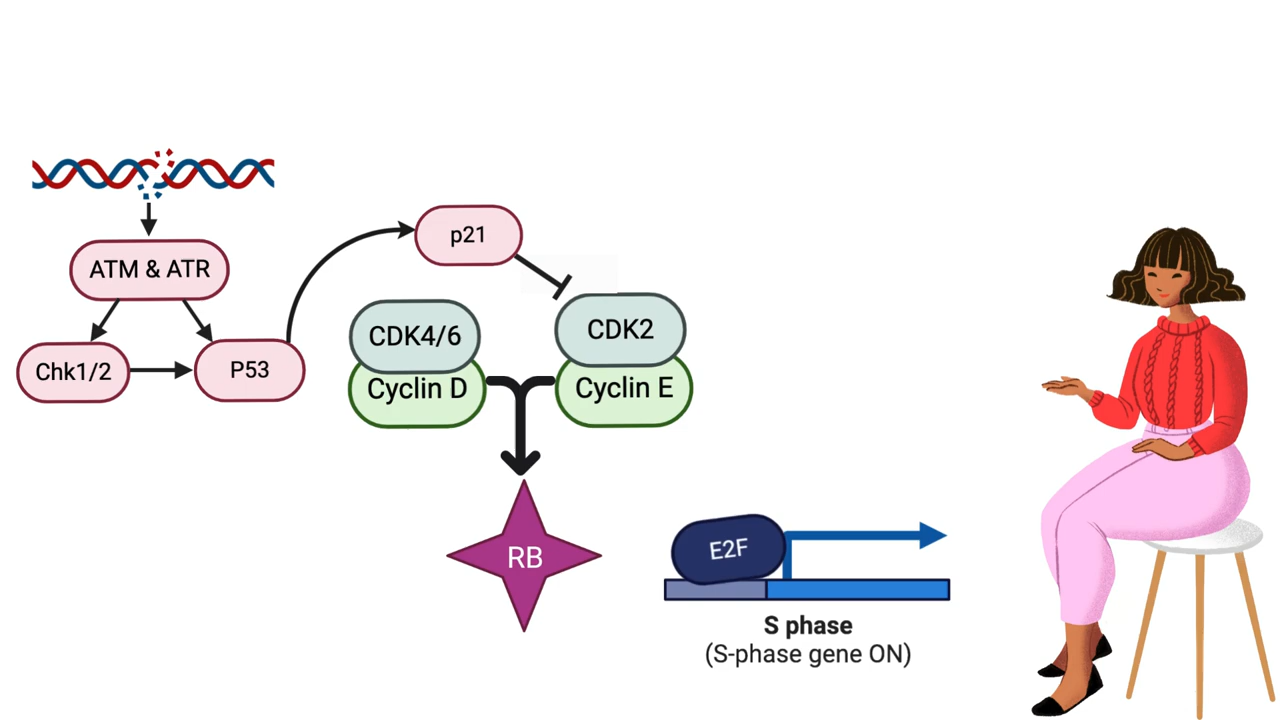 ATM & ATR
Chk1/2
P53
p21
CDK4/6
Cyclin D
CDK2
Cyclin E
RB
E2F
S phase
(S-phase gene ON)